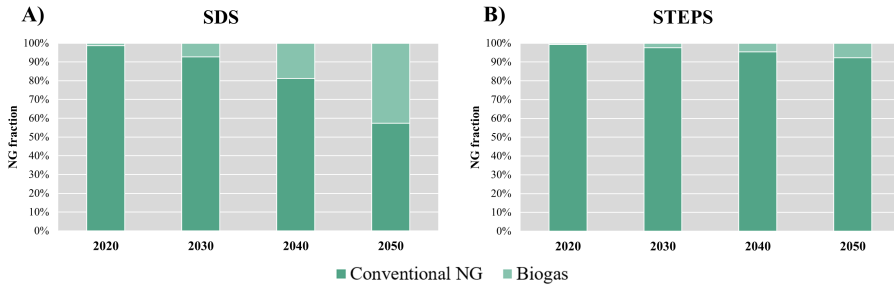 A)
SDS
NG fraction
100%
90%
80%
70%
60%
50%
40%
30%
20%
10%
0%
2020 2030 2040 2050
B)
STEPS
NG fraction
100%
90%
80%
70%
60%
50%
40%
30%
20%
10%
0%
2020 2030 2040 2050
Conventional NG Biogas